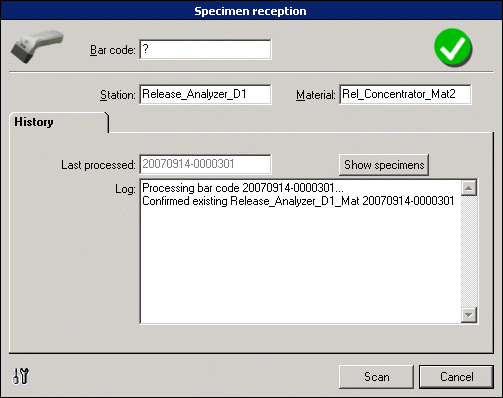 Specimen reception
Bar code: ?
Station: Release_Analyzer_D1 Material: Rel_Concentrator_Mat2
History
Last processed: 20070914-0000301 Show specimens
Log: Processing bar code 20070914-0000301...
Confirmed existing Release_Analyzer_D1_Mat 20070914-0000301
Scan Cancel